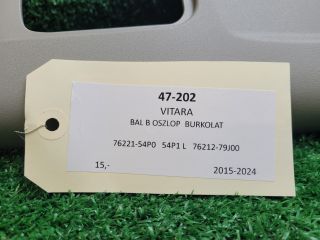 47-202
VITARA
BAL B OSZLOP BURKOLAT
76221-54P0 54P1 L 76212-79J00
15,- 2015-2024